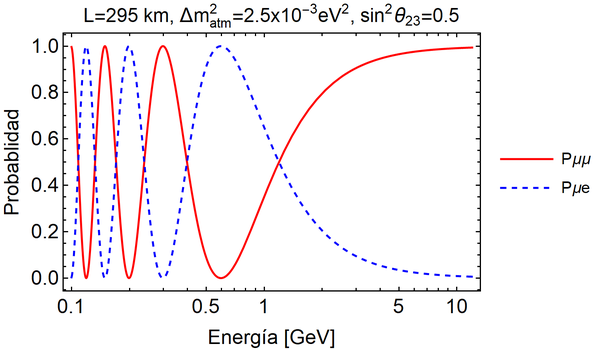 L=295 km, Δm²atm=2.5x10⁻³eV², sin²θ₂₃=0.5
Probablidad
1.0
0.8
0.6
0.4
0.2
0.0
0.1 0.5 1 5 10
Energía [GeV]
Pμμ
Pμe